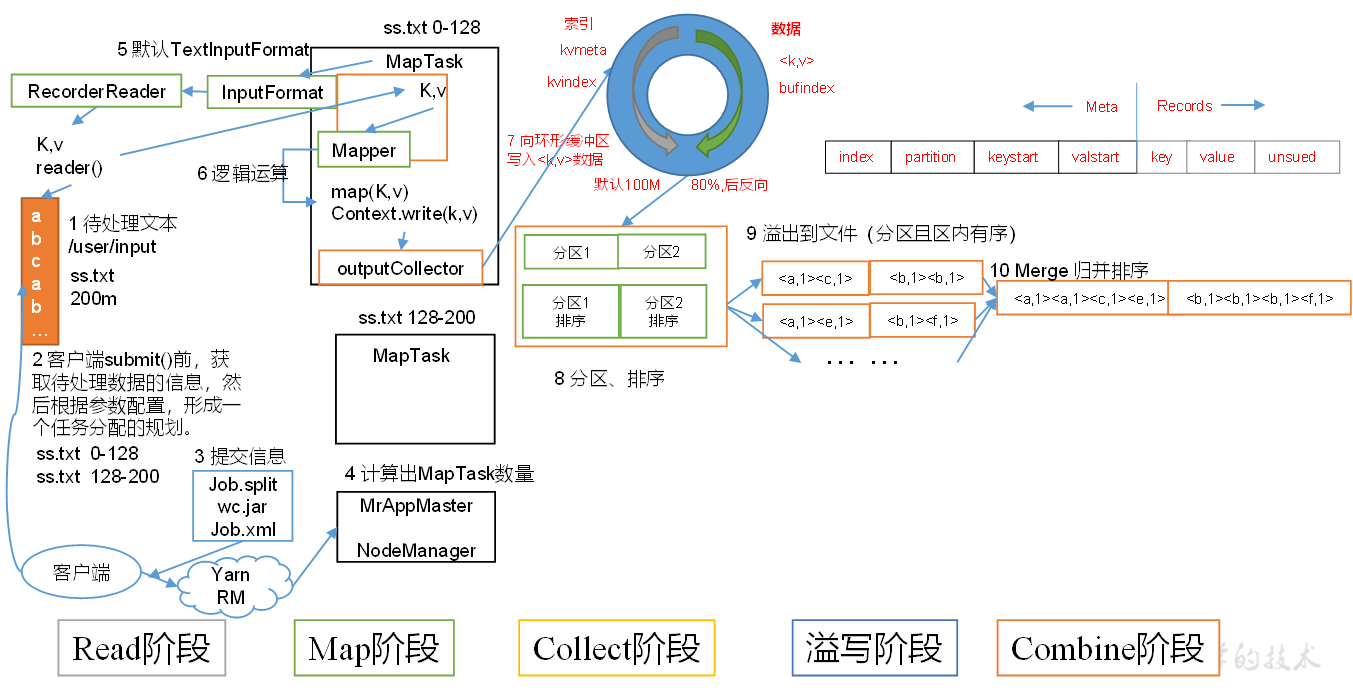 ss.txt 0-128
5 默认TextInputFormat
MapTask
RecorderReader
InputFormat
K,v
K,v
reader()
Mapper
6 逻辑运算
map(K,v)
Context.write(k,v)
outputCollector
a
b
c
a
b
...
1 待处理文本
/user/input
ss.txt
200m
2 客户端submit()前，获
取待处理数据的信息，然
后根据参数配置，形成一
个任务分配的规划。
ss.txt 0-128
ss.txt 128-200
3 提交信息
Job.split
wc.jar
Job.xml
客户端
Yarn
RM
ss.txt 128-200
MapTask
4 计算出MapTask数量
MrAppMaster
NodeManager
索引
kvmeta
kvindex
数据
<k,v>
bufindex
7 向环形缓冲区
写入<k,v>数据
默认100M
80%,后反向
Meta
Records
index
partition
keystart
valstart
key
value
unsued
分区1
分区2
分区1
排序
分区2
排序
8 分区、排序
9 溢出到文件（分区且区内有序）
<a,1><c,1>
<b,1><b,1>
<a,1><e,1>
<b,1><f,1>
... ...
10 Merge 归并排序
<a,1><a,1><c,1><e,1>
<b,1><b,1><b,1><f,1>
Read阶段
Map阶段
Collect阶段
溢写阶段
Combine阶段
的技术